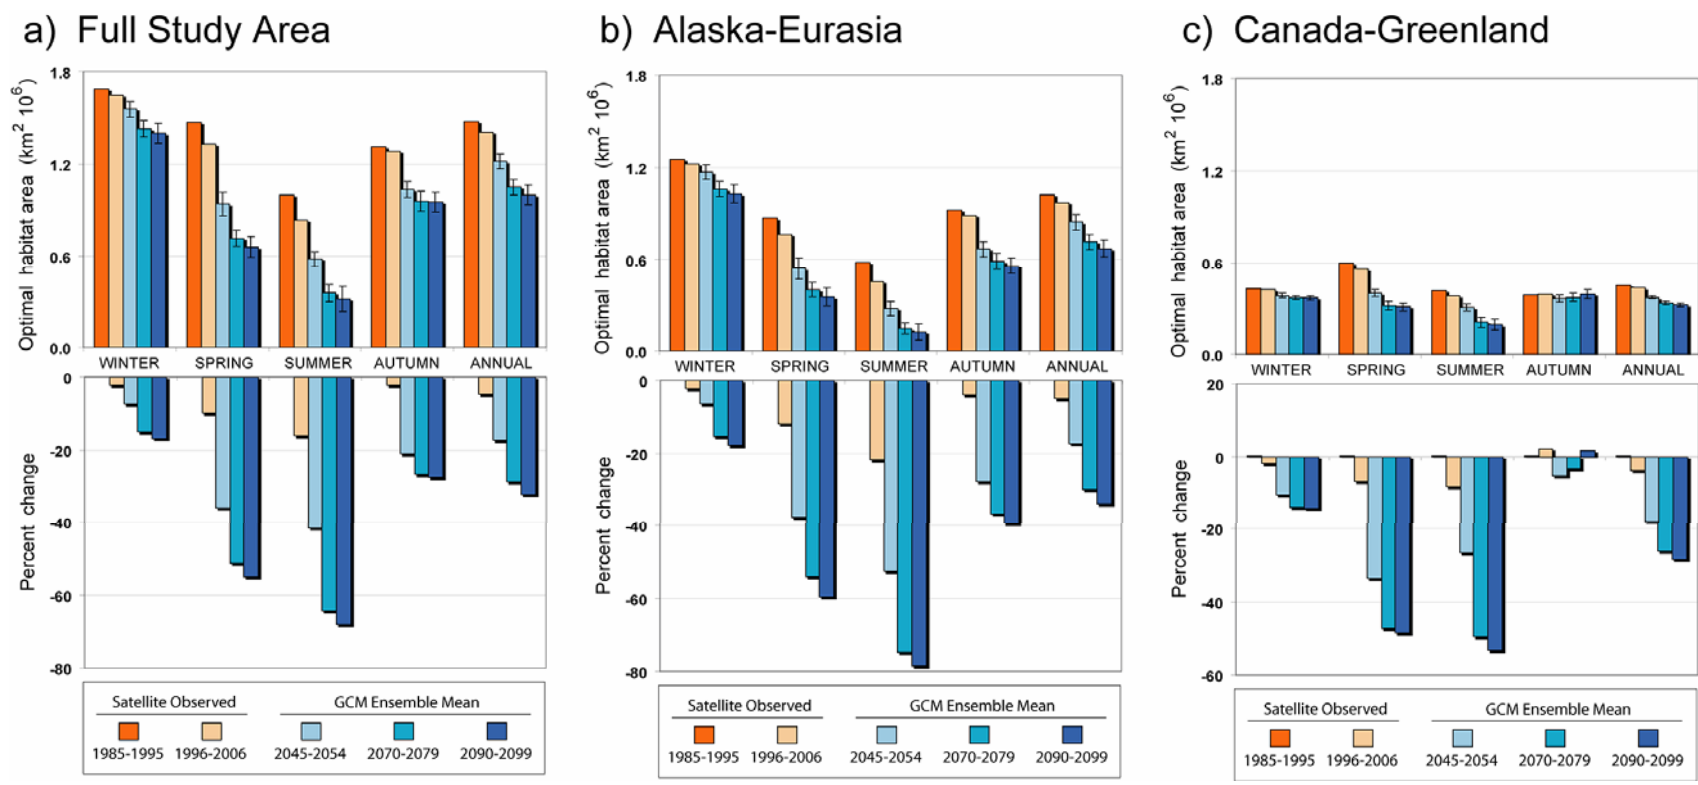 a) Full Study Area
Optimal habitat area (km2 106)
1.8
1.2
0.6
0.0
WINTER SPRING SUMMER AUTUMN ANNUAL
Percent change
0
-20
-40
-60
-80
Satellite Observed GCM Ensemble Mean
1985-1995 1996-2006 2045-2054 2070-2079 2090-2099
b) Alaska-Eurasia
Optimal habitat area (km2 106)
1.8
1.2
0.6
0.0
WINTER SPRING SUMMER AUTUMN ANNUAL
Percent change
0
-20
-40
-60
-80
Satellite Observed GCM Ensemble Mean
1985-1995 1996-2006 2045-2054 2070-2079 2090-2099
c) Canada-Greenland
Optimal habitat area (km2 106)
1.8
1.2
0.6
0.0
WINTER SPRING SUMMER AUTUMN ANNUAL
Percent change
20
0
-20
-40
-60
Satellite Observed GCM Ensemble Mean
1985-1995 1996-2006 2045-2054 2070-2079 2090-2099